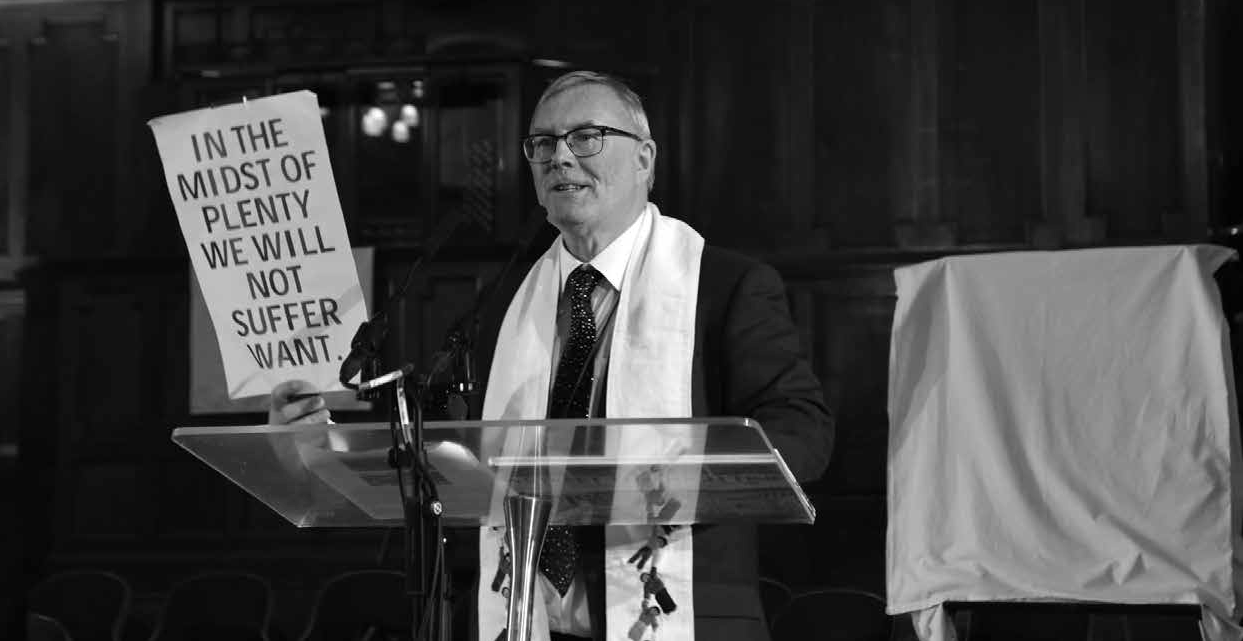 IN THE
MIDST OF
PLENTY
WE WILL
NOT
SUFFER
WANT.